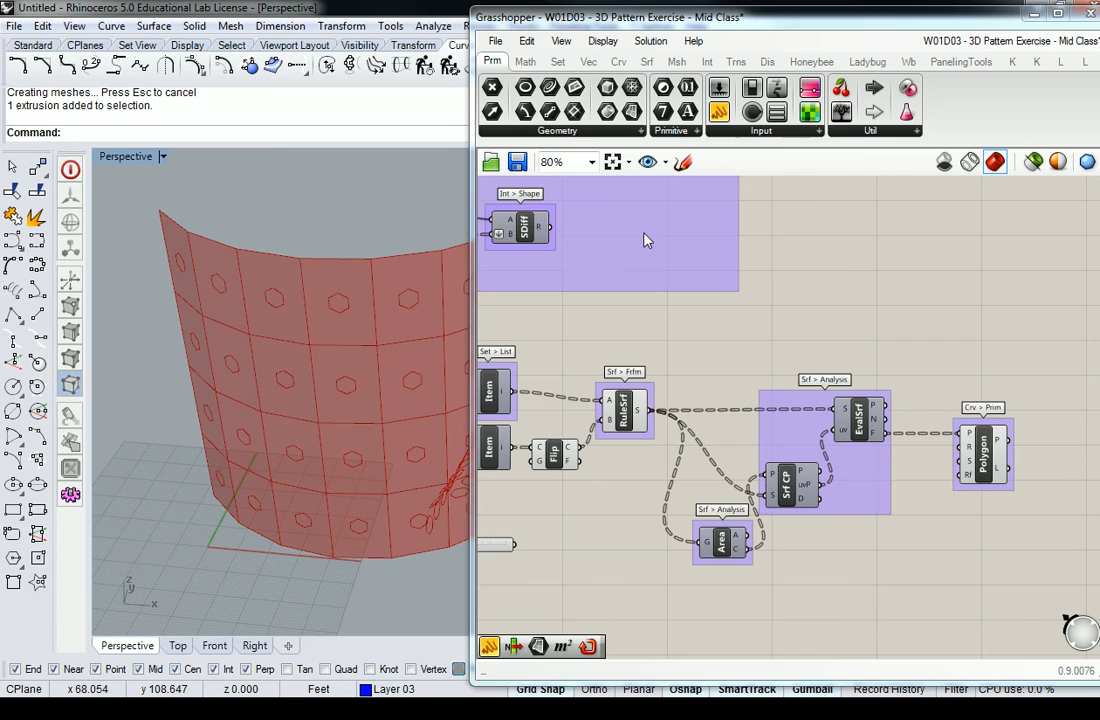 Untitled - Rhinoceros 5.0 Educational Lab License - [Perspective]
File Edit View Curve Surface Solid Mesh Dimension Transform Tools Analyze
Standard CPlanes Set View Display Select Viewport Layout Visibility Transform
Creating meshes... Press Esc to cancel
1 extrusion added to selection.
Command:
Perspective
z
y
x
Perspective Top Front Right
End Near Point Mid Cen Int Perp Tan Quad Knot Vertex
CPlane x 68.054 y 108.647 z 0.000 Feet Layer 03 Grid Snap Ortho Planar Osnap SmartTrack Gumball Record History Filter CPU use: 0.0 %
Grasshopper - W01D03 - 3D Pattern Exercise - Mid Class*
File Edit View Display Solution Help W01D03 - 3D Pattern Exercise - Mid Class*
Prm Math Set Vec Crv Srf Msh Int Trns Dis Honeybee Ladybug Wb PanelingTools K K L L
Geometry Primitive Input Util
80%
Int > Shape
A
B
SDiff
R
Set > List
Item
i
Item
i
C
G
Flip
C
F
Srf > Frfm
A
B
RuleSrf
S
Srf > Analysis
S
uv
EvalSrf
P
N
F
P
S
Srf CP
P
uvP
D
Srf > Analysis
G
Area
A
C
Crv > Prim
P
R
S
Rf
Polygon
P
L
m²
0.9.0076